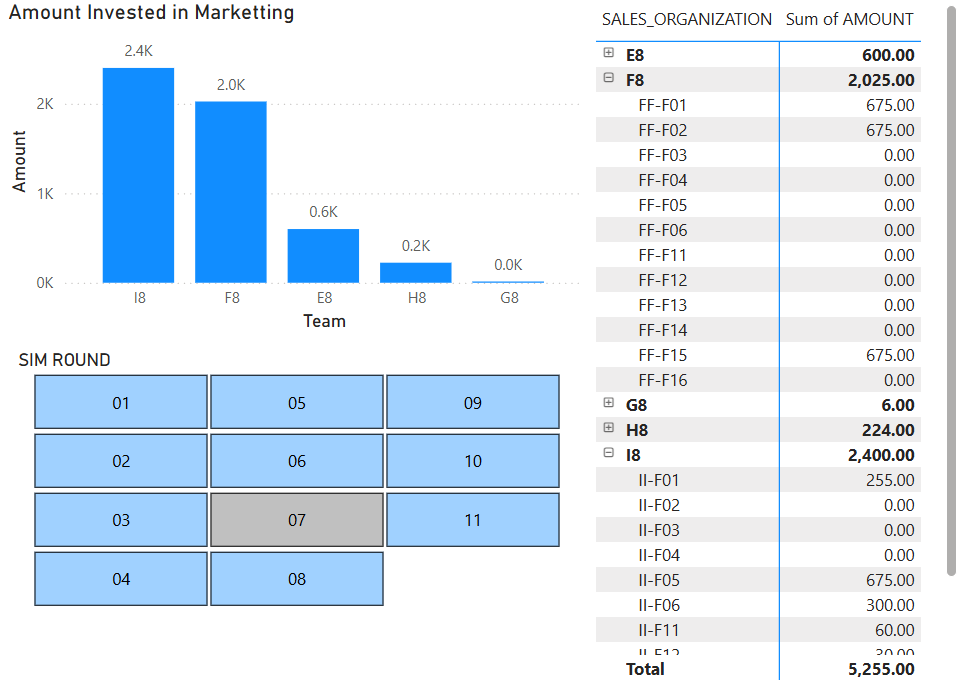 Amount Invested in Marketting
2.4K
2.0K
0.6K
0.2K
0.0K
2K
1K
0K
Amount
I8 F8 E8 H8 G8
Team
SIM ROUND
01 05 09
02 06 10
03 07 11
04 08
SALES_ORGANIZATION Sum of AMOUNT
E8 600.00
F8 2,025.00
FF-F01 675.00
FF-F02 675.00
FF-F03 0.00
FF-F04 0.00
FF-F05 0.00
FF-F06 0.00
FF-F11 0.00
FF-F12 0.00
FF-F13 0.00
FF-F14 0.00
FF-F15 675.00
FF-F16 0.00
G8 6.00
H8 224.00
I8 2,400.00
II-F01 255.00
II-F02 0.00
II-F03 0.00
II-F04 0.00
II-F05 675.00
II-F06 300.00
II-F11 60.00
II-F12 30.00
Total 5,255.00